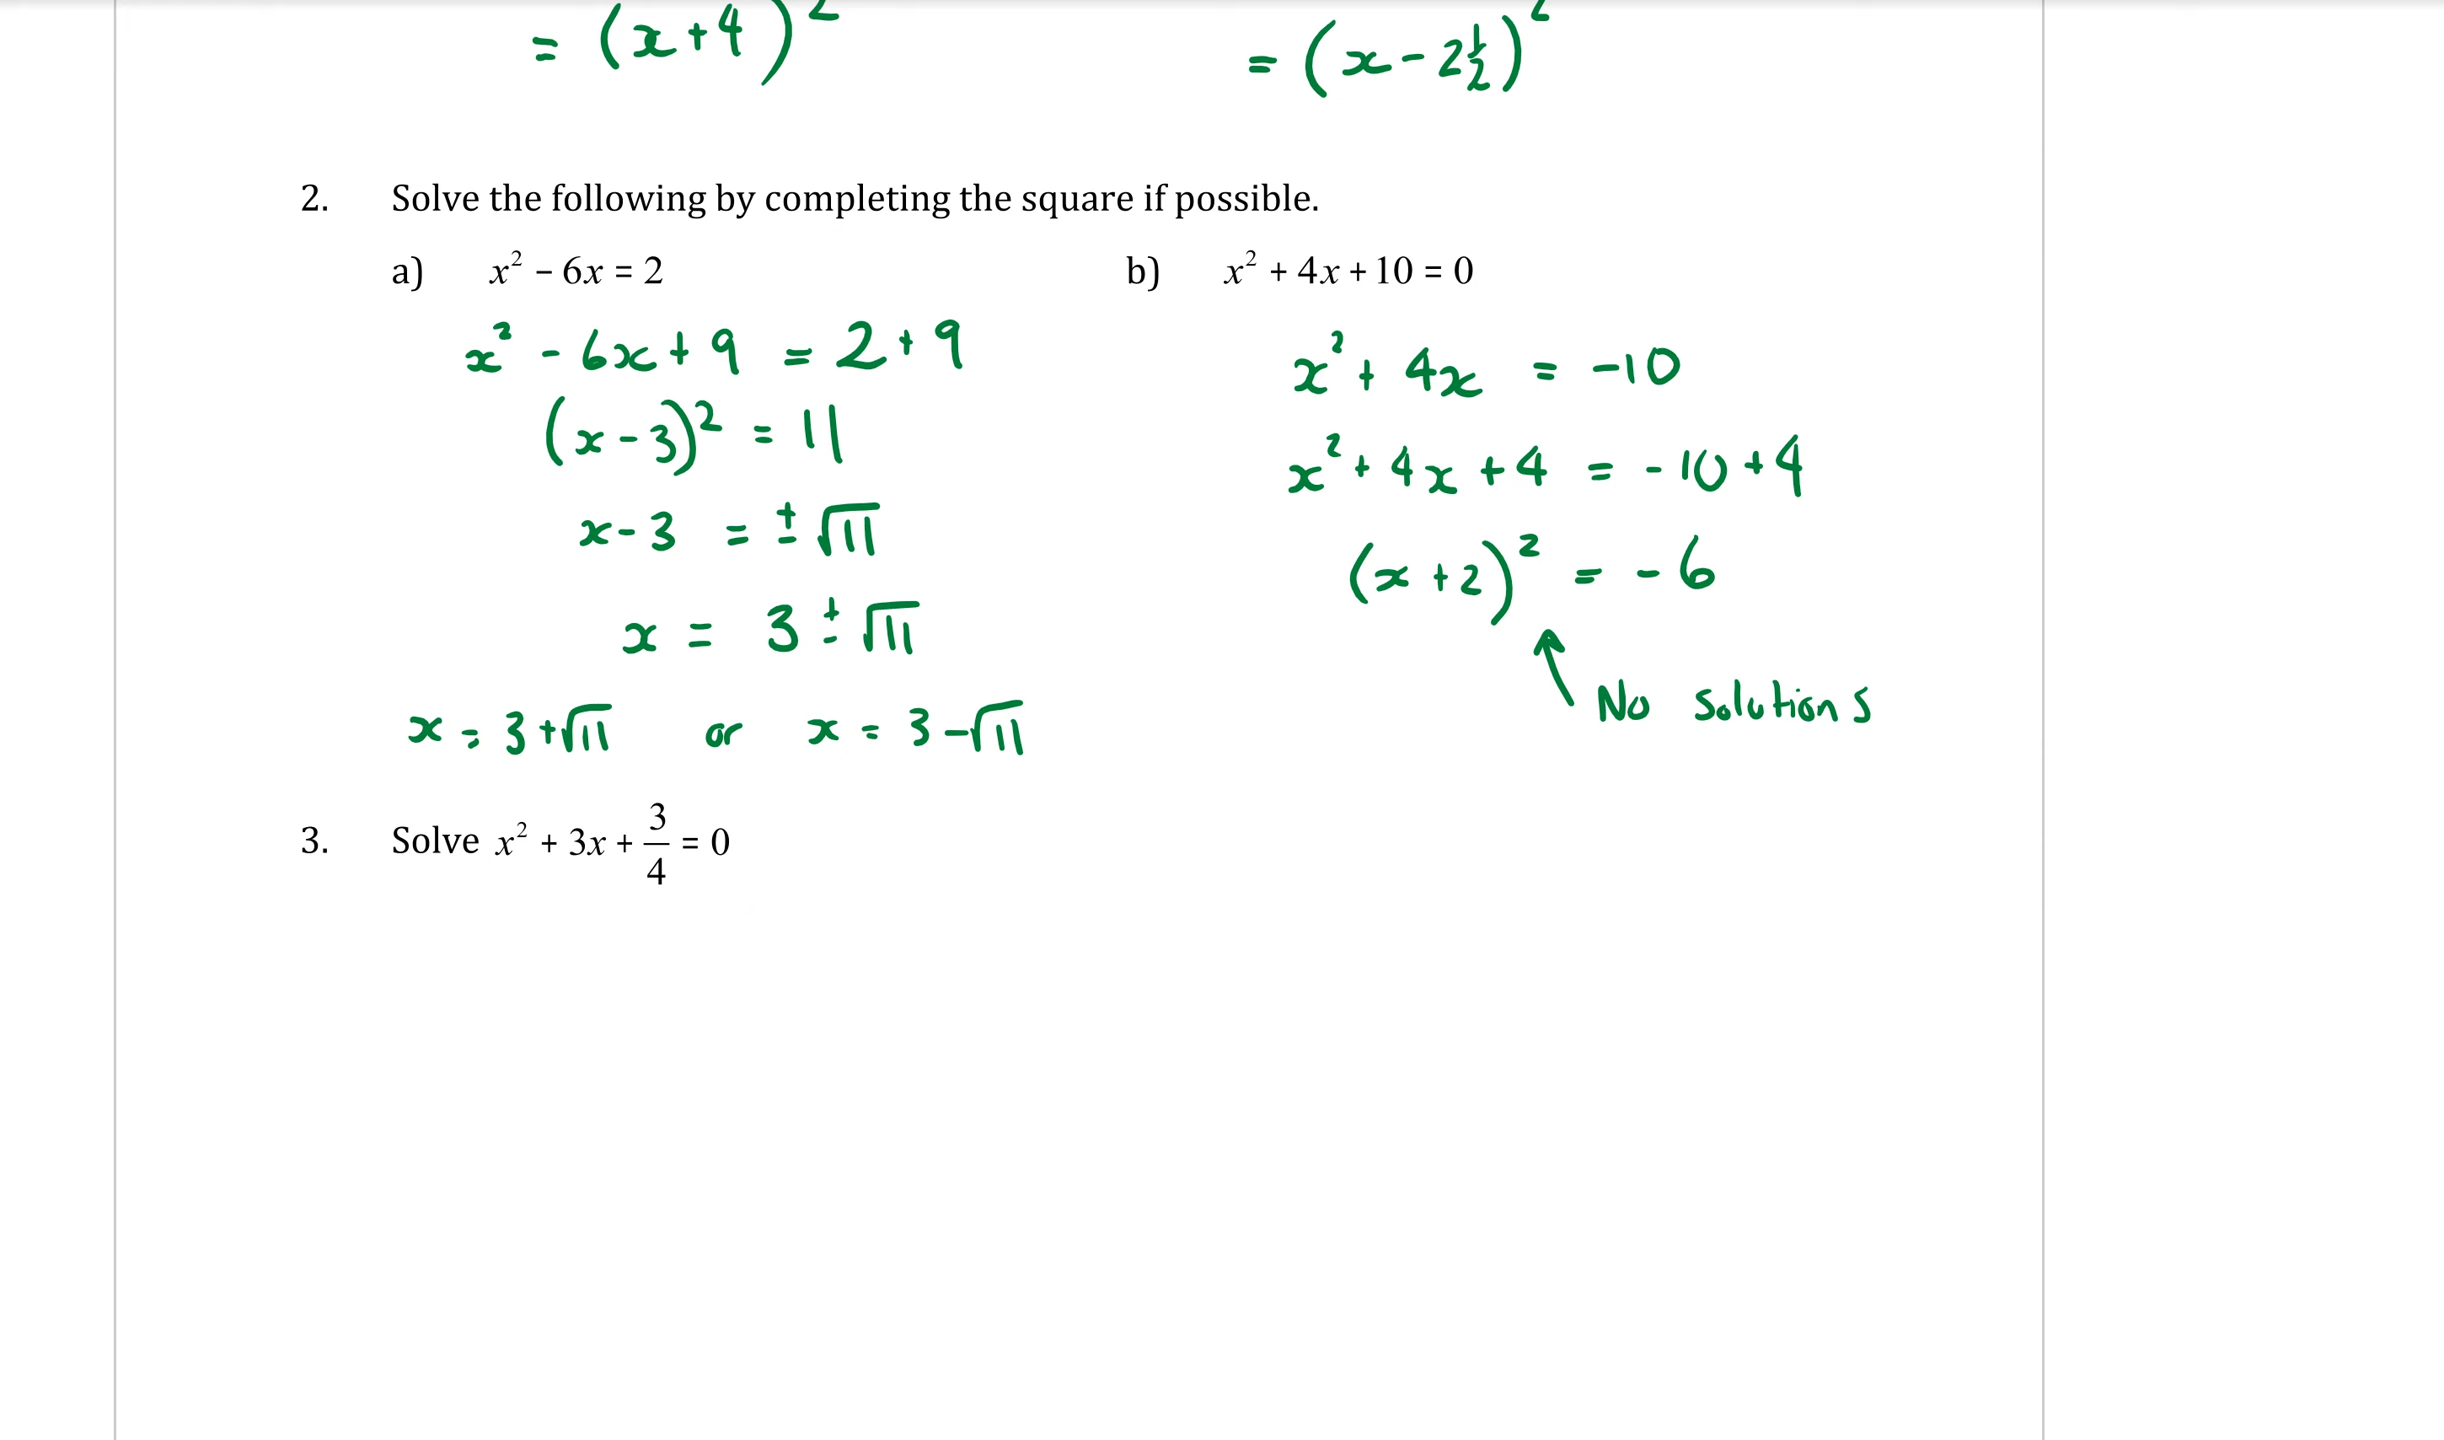 = (x+4)² = (x-2½)²
2. Solve the following by completing the square if possible.
a) x² − 6x = 2 b) x² + 4x + 10 = 0
x² - 6x + 9 = 2 + 9
x² + 4x = -10
(x-3)² = 11
x² + 4x + 4 = -10 + 4
x-3 = ±√11
(x+2)² = -6
x = 3 ± √11
No solutions
x = 3+√11 or x = 3-√11
3. Solve x² + 3x + 3/4 = 0